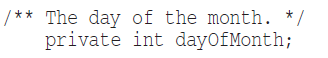 /** The day of the month. */
private int dayOfMonth;